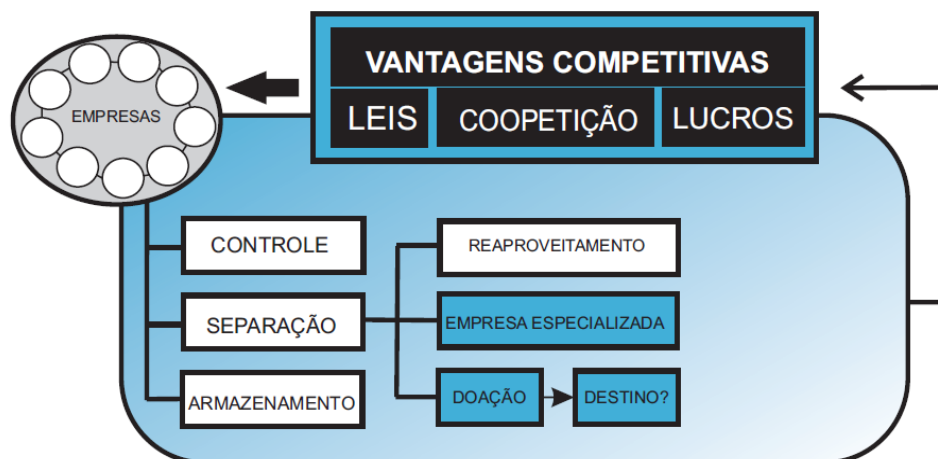 VANTAGENS COMPETITIVAS
LEIS COOPETIÇÃO LUCROS
EMPRESAS
CONTROLE
SEPARAÇÃO
ARMAZENAMENTO
REAPROVEITAMENTO
EMPRESA ESPECIALIZADA
DOAÇÃO
DESTINO?